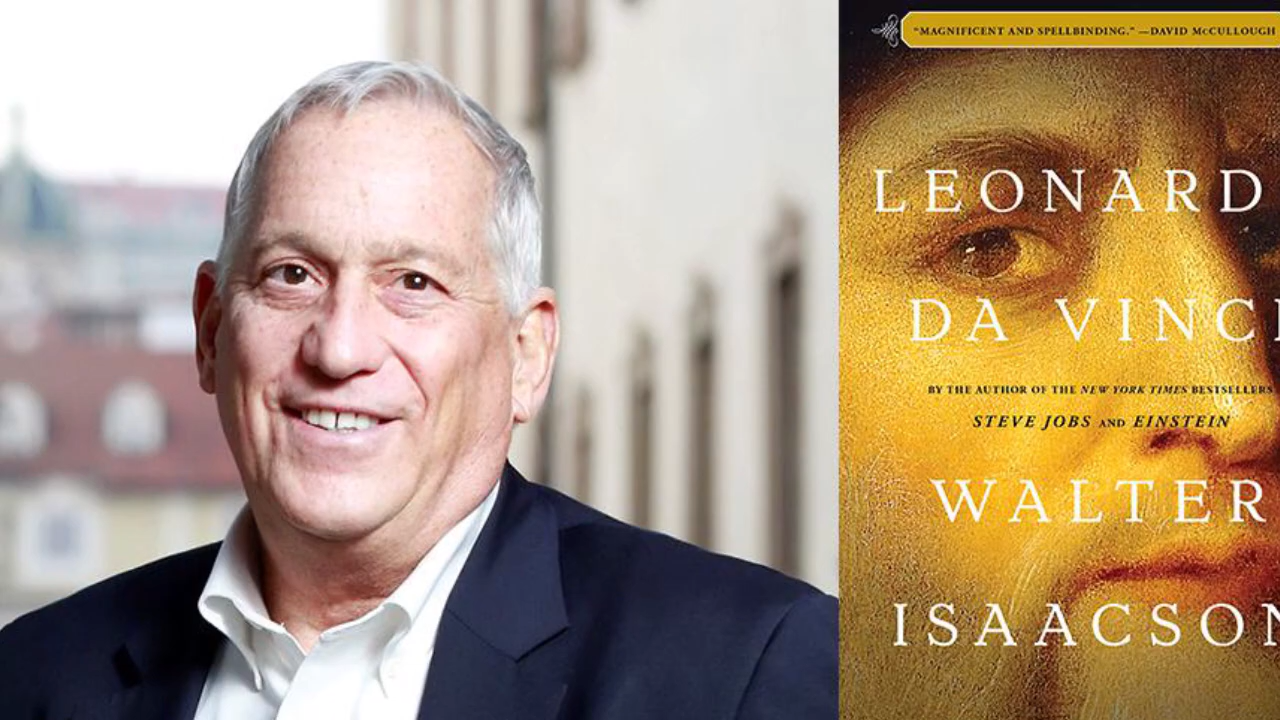 “MAGNIFICENT AND SPELLBINDING.” —DAVID McCULLOUGH
LEONARD
DA VINCI
BY THE AUTHOR OF THE NEW YORK TIMES BESTSELLERS
STEVE JOBS AND EINSTEIN
WALTER
ISAACSON